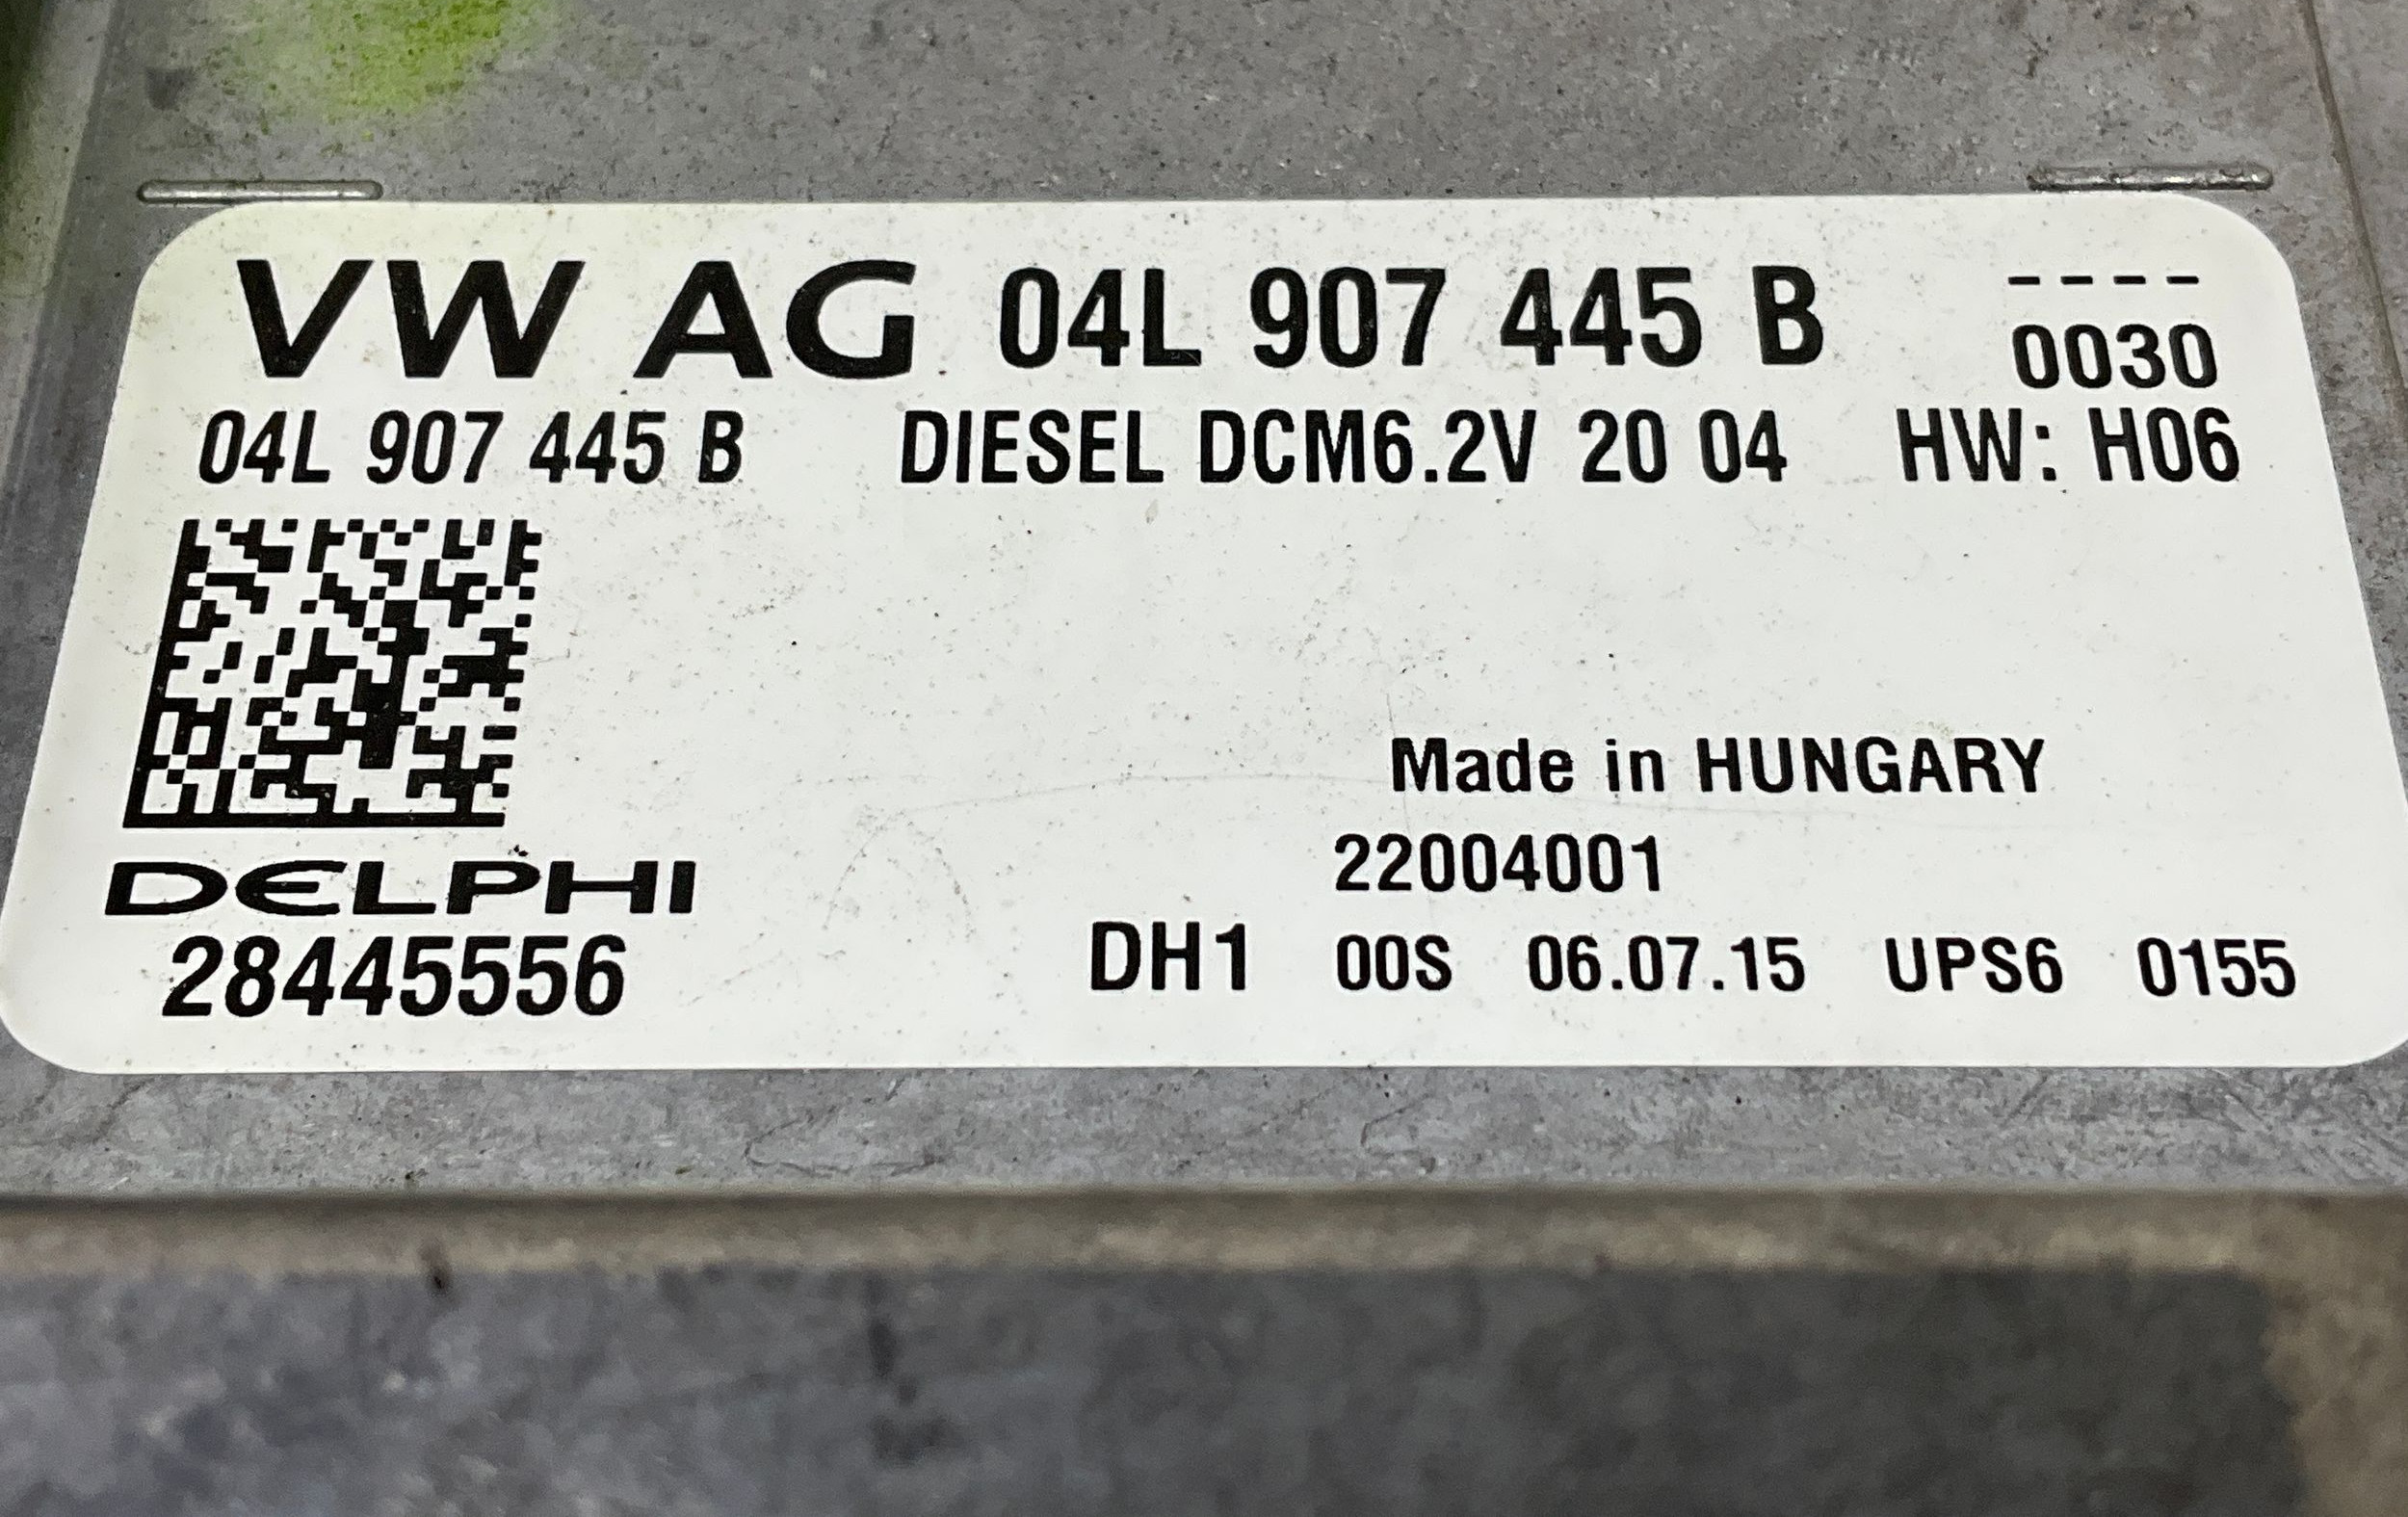 VW AG 04L 907 445 B ----
0030
04L 907 445 B DIESEL DCM6.2V 20 04 HW: H06
Made in HUNGARY
22004001
DELPHI
28445556
DH1 00S 06.07.15 UPS6 0155